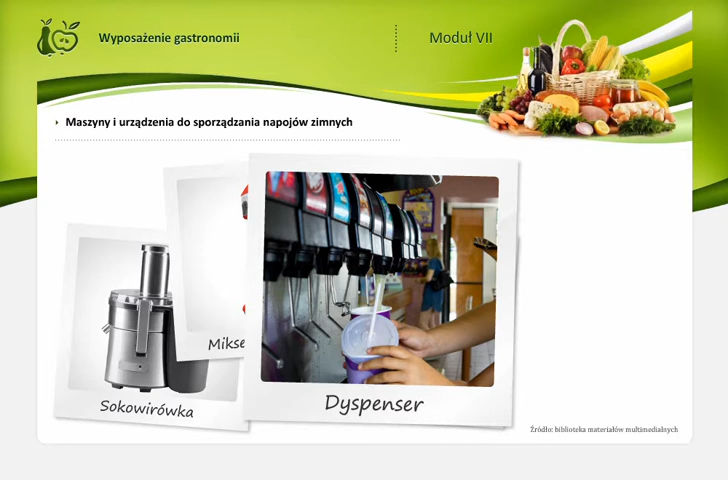 Wyposażenie gastronomii
Moduł VII
Maszyny i urządzenia do sporządzania napojów zimnych
Mikse
Sokowirówka
Dyspenser
Źródło: biblioteka materiałów multimedialnych